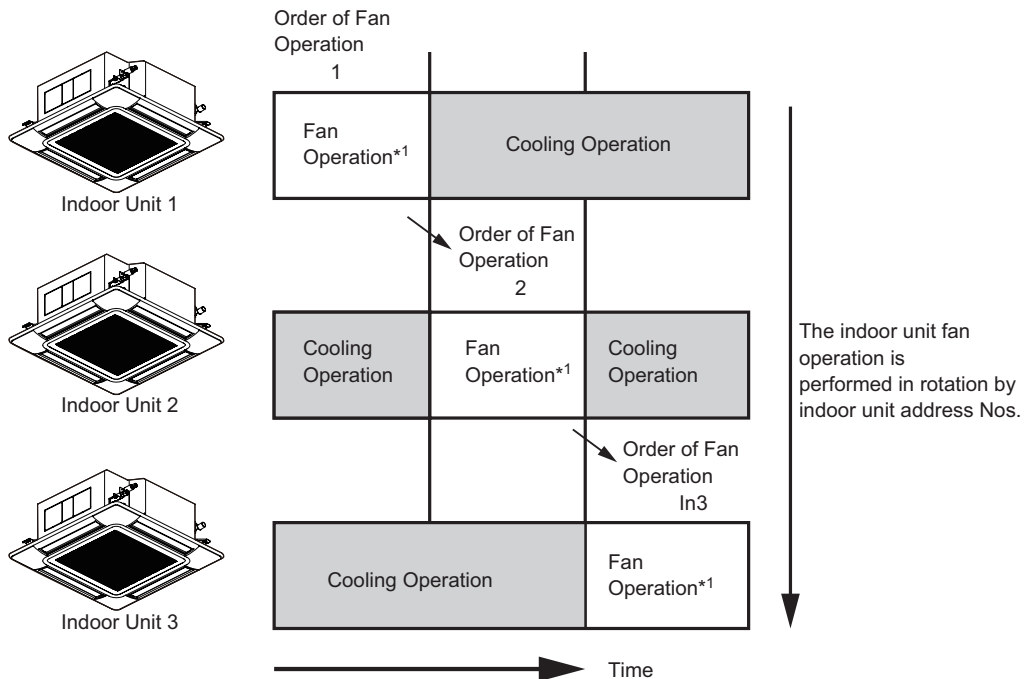 Order of Fan
Operation
1
Fan
Operation*1
Cooling Operation
Indoor Unit 1
Order of Fan
Operation
2
Cooling
Operation
Fan
Operation*1
Cooling
Operation
Indoor Unit 2
The indoor unit fan
operation is
performed in rotation by
indoor unit address Nos.
Order of Fan
Operation
In3
Cooling Operation
Fan
Operation*1
Indoor Unit 3
Time